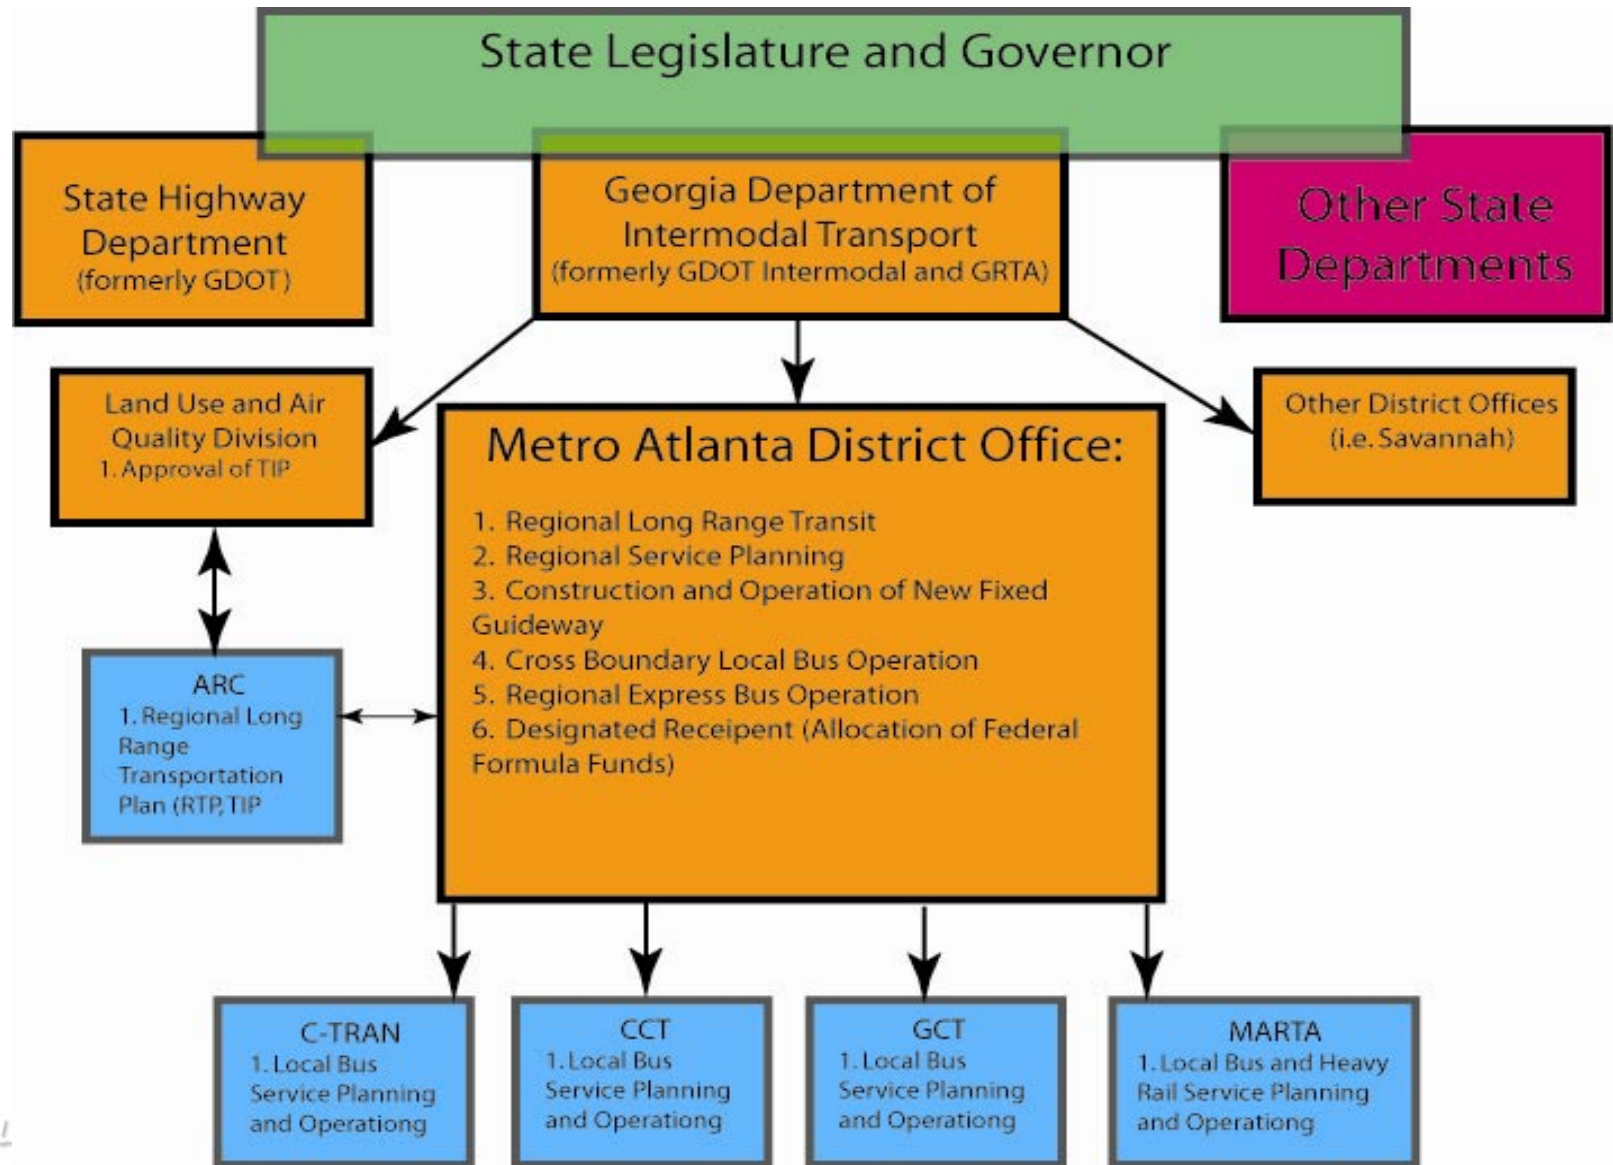 State Legislature and Governor
State Highway
Department
(formerly GDOT)
Georgia Department of
Intermodal Transport
(formerly GDOT Intermodal and GRTA)
Other State
Departments
Land Use and Air
Quality Division
1. Approval of TIP
Metro Atlanta District Office:
1. Regional Long Range Transit
2. Regional Service Planning
3. Construction and Operation of New Fixed
Guideway
4. Cross Boundary Local Bus Operation
5. Regional Express Bus Operation
6. Designated Receipent (Allocation of Federal
Formula Funds)
Other District Offices
(i.e. Savannah)
ARC
1. Regional Long
Range
Transportation
Plan (RTP, TIP
C-TRAN
1. Local Bus
Service Planning
and Operationg
CCT
1. Local Bus
Service Planning
and Operationg
GCT
1. Local Bus
Service Planning
and Operationg
MARTA
1. Local Bus and Heavy
Rail Service Planning
and Operationg